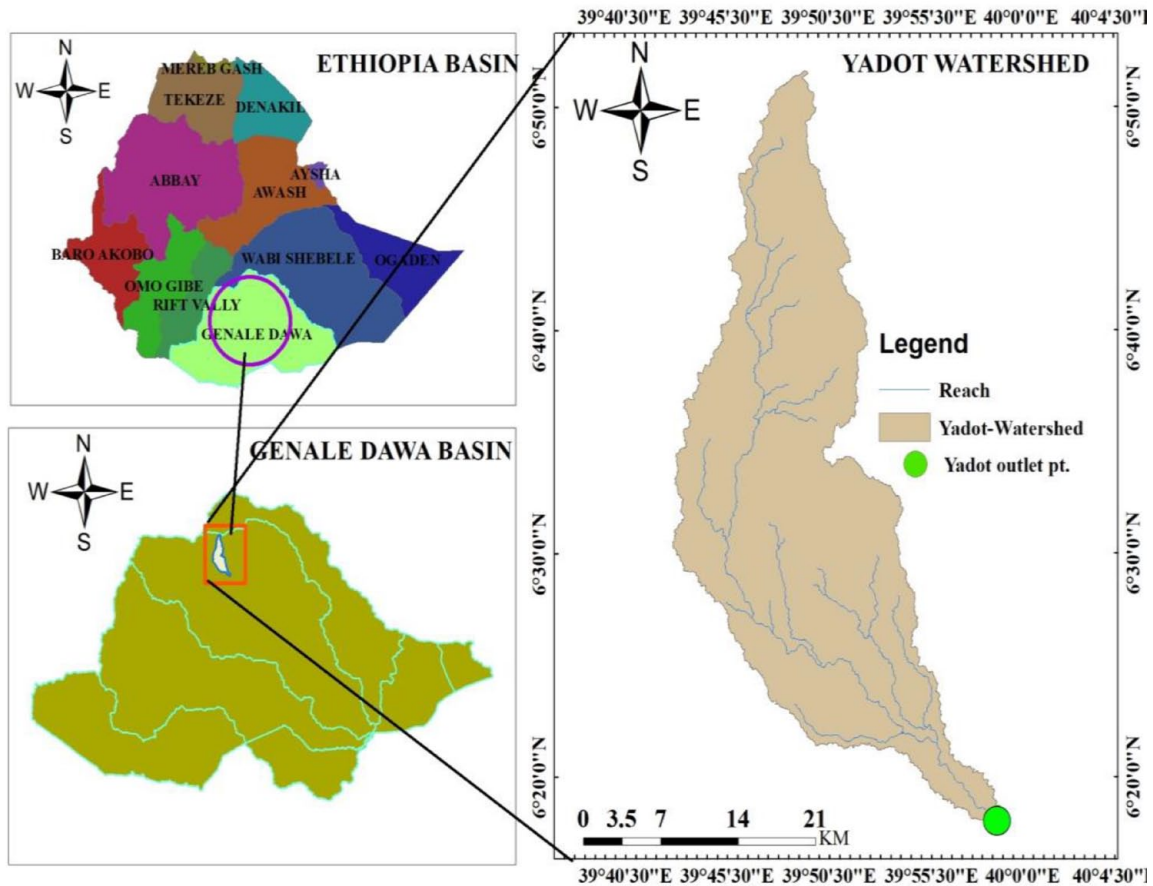 N
W E
S
ETHIOPIA BASIN
MEREB GASH
TEKEZE
DENAKIL
AYSHA
ABBAY
AWASH
BARO AKOBO
WABI SHEBELE
OGADEN
OMO GIBE
RIFT VALLY
GENALE DAWA
N
W E
S
GENALE DAWA BASIN
39°40'30"E 39°45'0"E 39°50'30"E 39°55'30"E 40°0'0"E 40°4'30"E
N
W E
S
YADOT WATERSHED
6°50'0"N
6°50'0"N
6°40'0"N
6°40'0"N
6°30'0"N
6°30'0"N
6°20'0"N
6°20'0"N
Legend
Reach
Yadot-Watershed
Yadot outlet pt.
0 3.5 7 14 21
KM
39°40'30"E 39°45'0"E 39°50'30"E 39°55'30"E 40°0'0"E 40°4'30"E